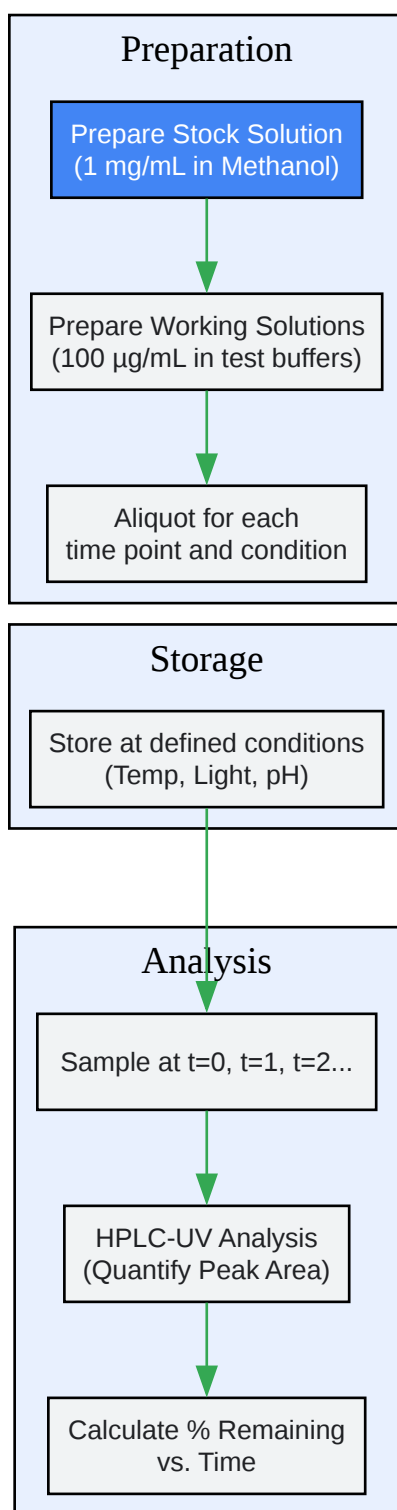 Preparation
Prepare Stock Solution
(1 mg/mL in Methanol)
Prepare Working Solutions
(100 µg/mL in test buffers)
Aliquot for each
time point and condition
Storage
Store at defined conditions
(Temp, Light, pH)
Analysis
Sample at t=0, t=1, t=2...
HPLC-UV Analysis
(Quantify Peak Area)
Calculate % Remaining
vs. Time